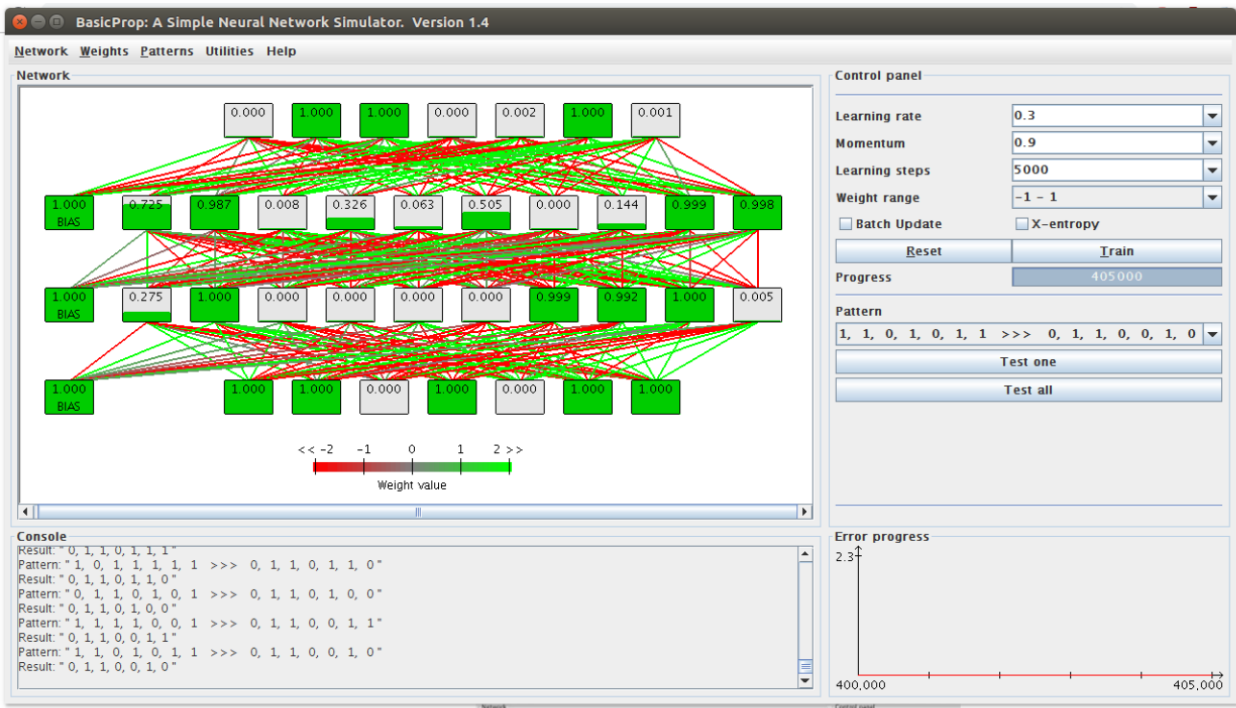 BasicProp: A Simple Neural Network Simulator. Version 1.4
Network Weights Patterns Utilities Help
Network
0.000 1.000 1.000 0.000 0.002 1.000 0.001
1.000 0.725 0.987 0.008 0.326 0.063 0.505 0.000 0.144 0.999 0.998
BIAS
1.000 0.275 1.000 0.000 0.000 0.000 0.000 0.999 0.992 1.000 0.005
BIAS
1.000 1.000 1.000 0.000 1.000 0.000 1.000 1.000
BIAS
<< -2 -1 0 1 2 >>
Weight value
Control panel
Learning rate 0.3
Momentum 0.9
Learning steps 5000
Weight range -1 - 1
Batch Update X-entropy
Reset Train
Progress 405000
Pattern
1, 1, 0, 1, 0, 1, 1 >>> 0, 1, 1, 0, 0, 1, 0
Test one
Test all
Console
Result: " 0, 1, 1, 0, 1, 1, 1 "
Pattern: " 1, 0, 1, 1, 1, 1, 1 >>> 0, 1, 1, 0, 1, 1, 0 "
Result: " 0, 1, 1, 0, 1, 1, 0 "
Pattern: " 0, 1, 1, 0, 1, 0, 1 >>> 0, 1, 1, 0, 1, 0, 0 "
Result: " 0, 1, 1, 0, 1, 0, 0 "
Pattern: " 1, 1, 1, 1, 0, 0, 1 >>> 0, 1, 1, 0, 0, 1, 1 "
Result: " 0, 1, 1, 0, 0, 1, 1 "
Pattern: " 1, 1, 0, 1, 0, 1, 1 >>> 0, 1, 1, 0, 0, 1, 0 "
Result: " 0, 1, 1, 0, 0, 1, 0 "
Error progress
2.3
400,000 405,000
Network Control panel